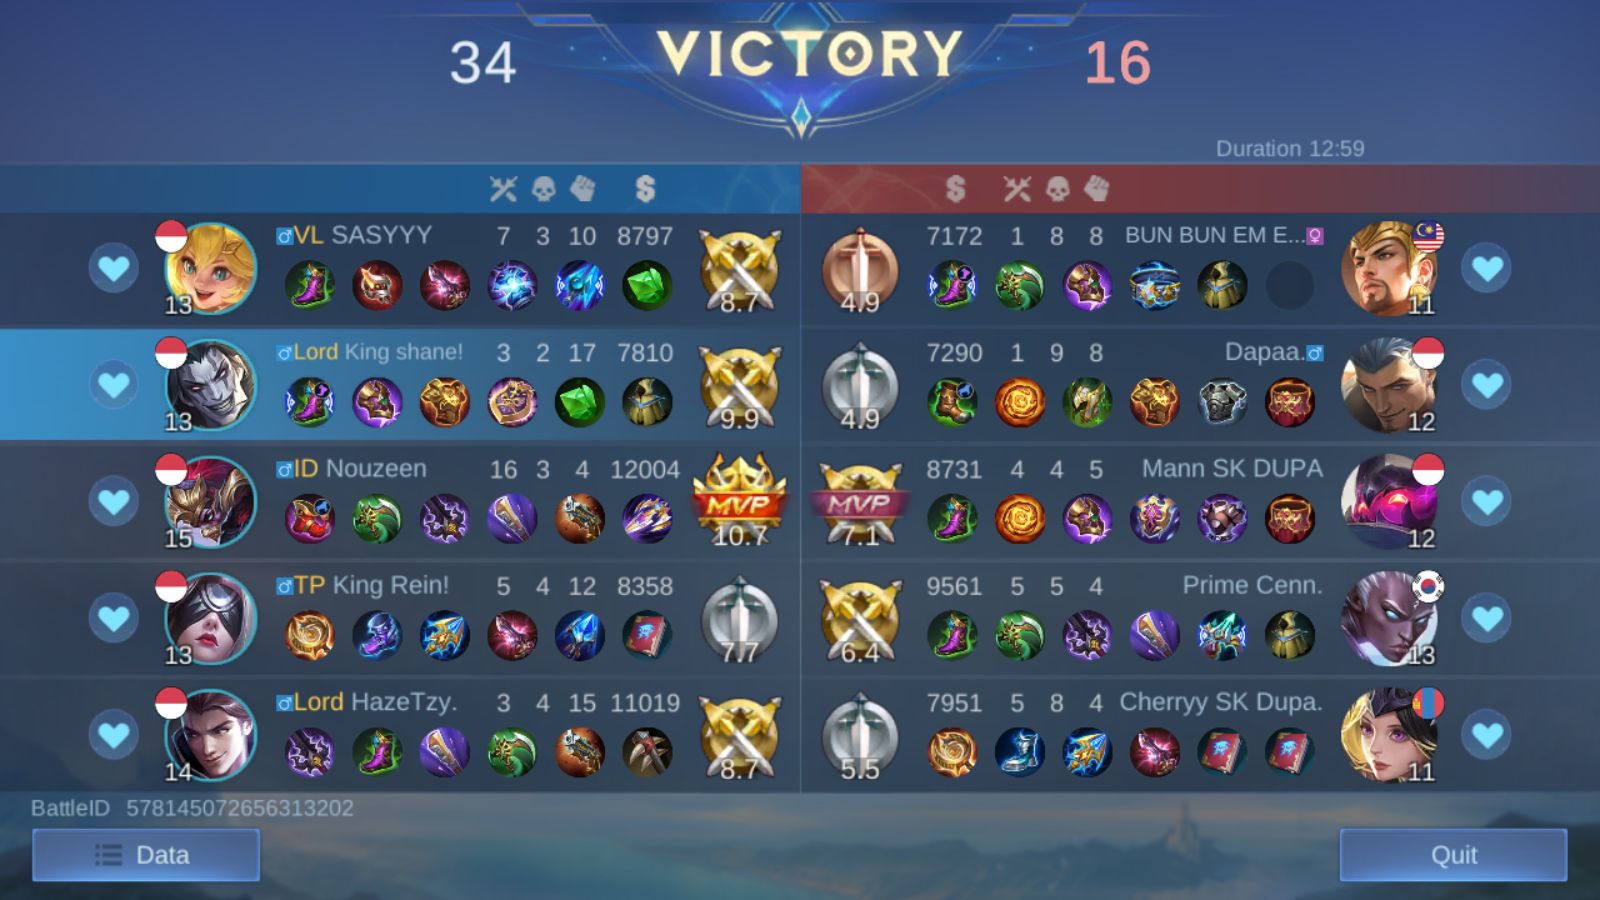 34 VICTORY 16
Duration 12:59
VL SASYYY 7 3 10 8797 8.7 13
4.9 7172 1 8 8 BUN BUN EM E... 11
Lord King shane! 3 2 17 7810 9.9 13
4.9 7290 1 9 8 Dapaa. 12
ID Nouzeen 16 3 4 12004 MVP 10.7 15
MVP 7.1 8731 4 4 5 Mann SK DUPA 12
TP King Rein! 5 4 12 8358 7.7 13
6.4 9561 5 5 4 Prime Cenn. 13
Lord HazeTzy. 3 4 15 11019 8.7 14
5.5 7951 5 8 4 Cherryy SK Dupa. 11
BattleID 578145072656313202
Data
Quit